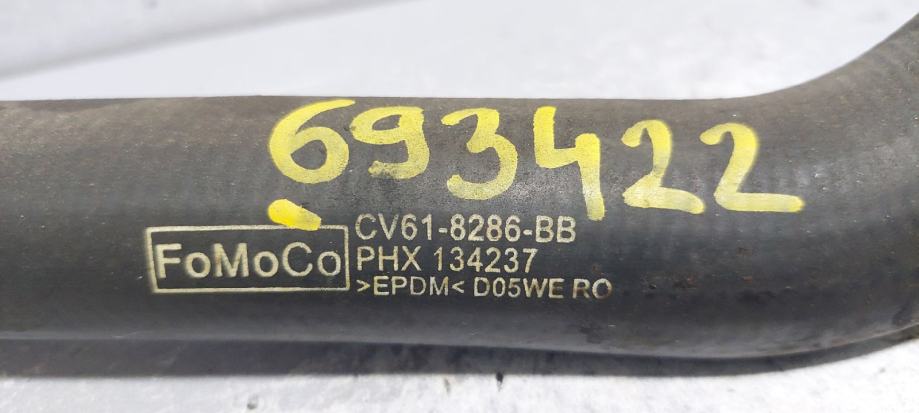 693422
FoMoCo
CV61-8286-BB
PHX 134237
>EPDM< D05WE RO